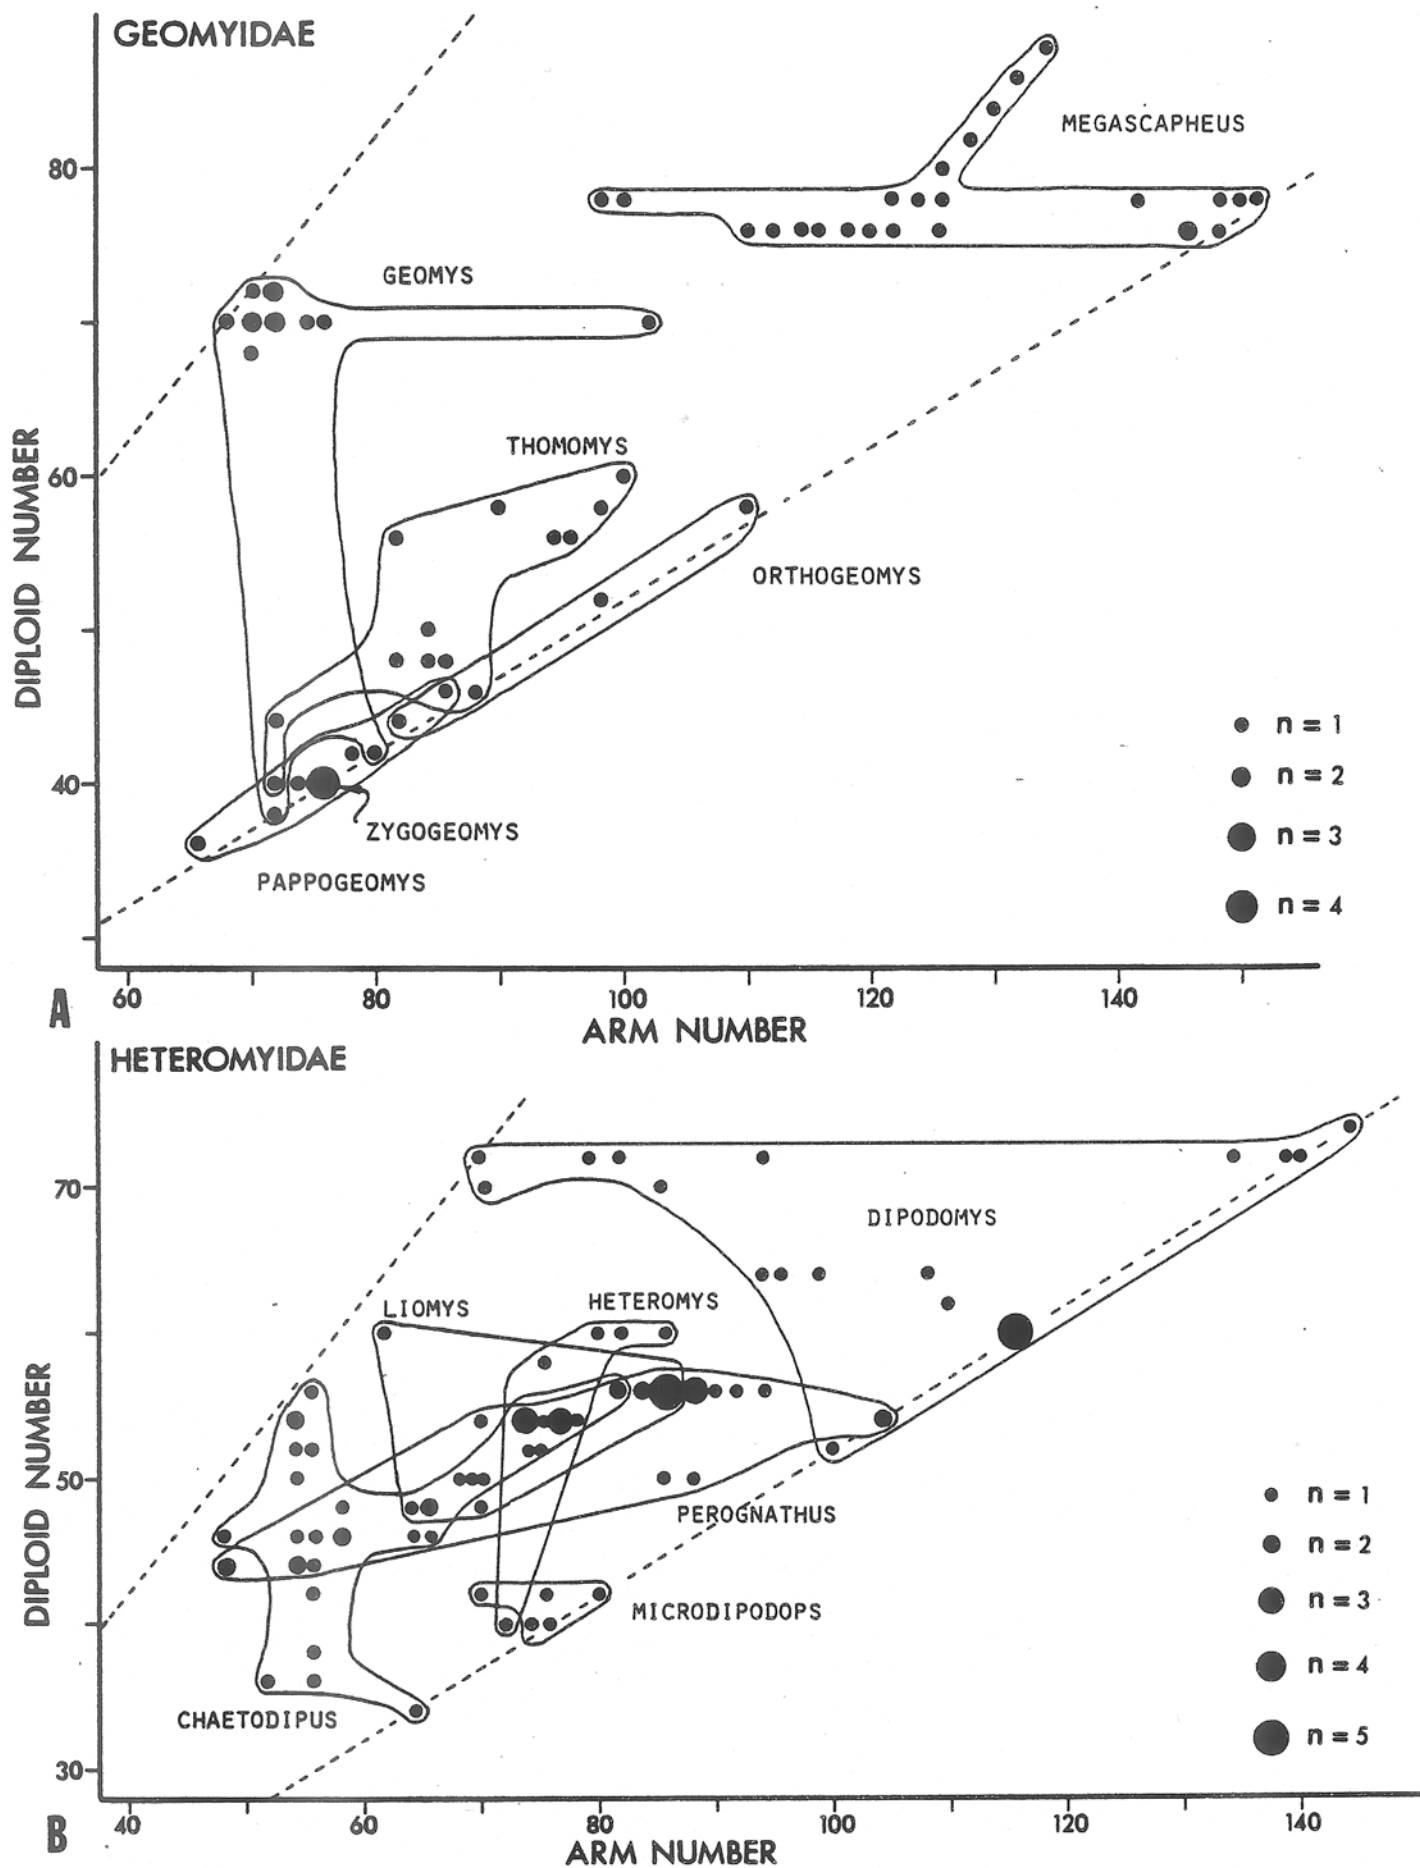 GEOMYIDAE
MEGASCAPHEUS
80
GEOMYS
THOMOMYS
60
ORTHOGEOMYS
DIPLOID NUMBER
n = 1
n = 2
40
ZYGOGEOMYS
n = 3
PAPPOGEOMYS
n = 4
60 80 100 120 140
A
ARM NUMBER
HETEROMYIDAE
70
DIPODOMYS
HETEROMYS
LIOMYS
DIPLOID NUMBER
50
n = 1
PEROGNATHUS
n = 2
MICRODIPODOPS
n = 3
n = 4
CHAETODIPUS
n = 5
30
40 60 80 100 120 140
B
ARM NUMBER